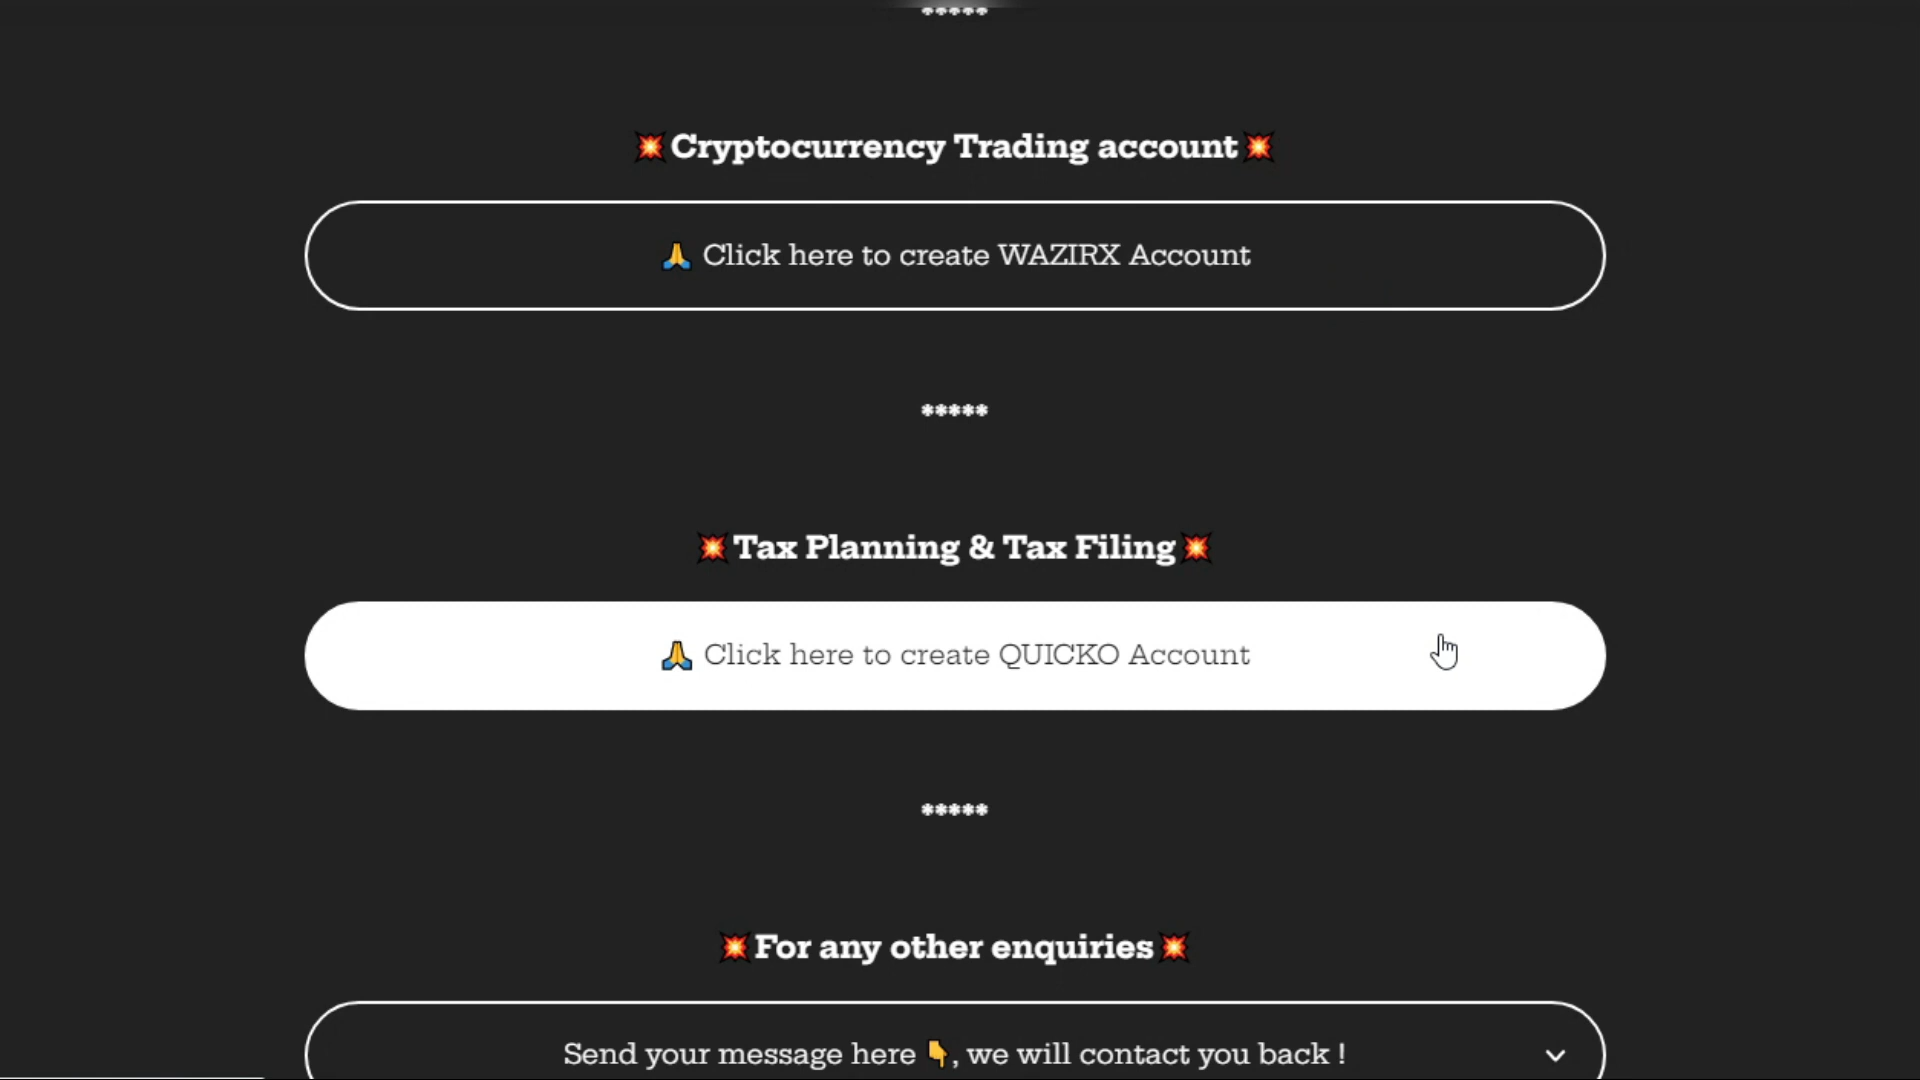 *****
💥Cryptocurrency Trading account💥
🙏 Click here to create WAZIRX Account
*****
💥Tax Planning & Tax Filing💥
🙏 Click here to create QUICKO Account
*****
💥For any other enquiries💥
Send your message here 👇, we will contact you back !